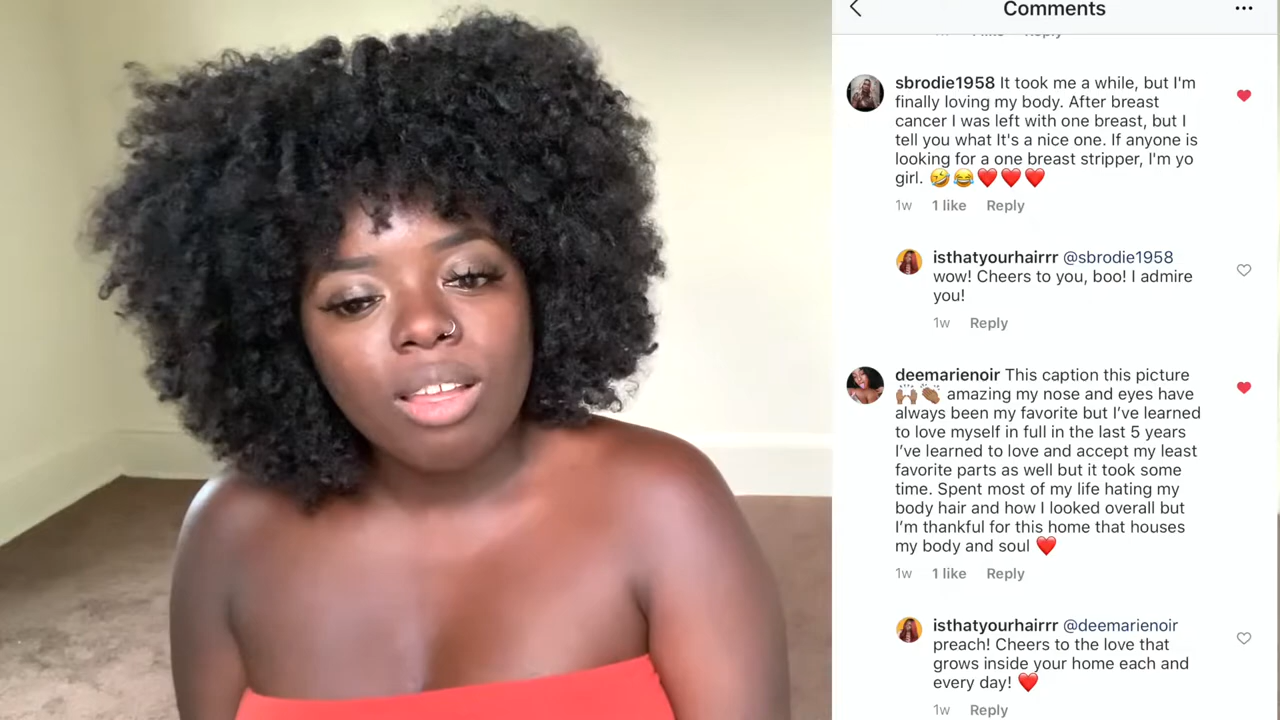 Comments
sbrodie1958 It took me a while, but I'm
finally loving my body. After breast
cancer I was left with one breast, but I
tell you what It's a nice one. If anyone is
looking for a one breast stripper, I'm yo
girl. 🤣😂❤️❤️❤️
1w 1 like Reply
isthatyourhairrr @sbrodie1958
wow! Cheers to you, boo! I admire
you!
1w Reply
deemarienoir This caption this picture
🙌🏽👏🏽 amazing my nose and eyes have
always been my favorite but I've learned
to love myself in full in the last 5 years
I've learned to love and accept my least
favorite parts as well but it took some
time. Spent most of my life hating my
body hair and how I looked overall but
I'm thankful for this home that houses
my body and soul ❤️
1w 1 like Reply
isthatyourhairrr @deemarienoir
preach! Cheers to the love that
grows inside your home each and
every day! ❤️
1w Reply